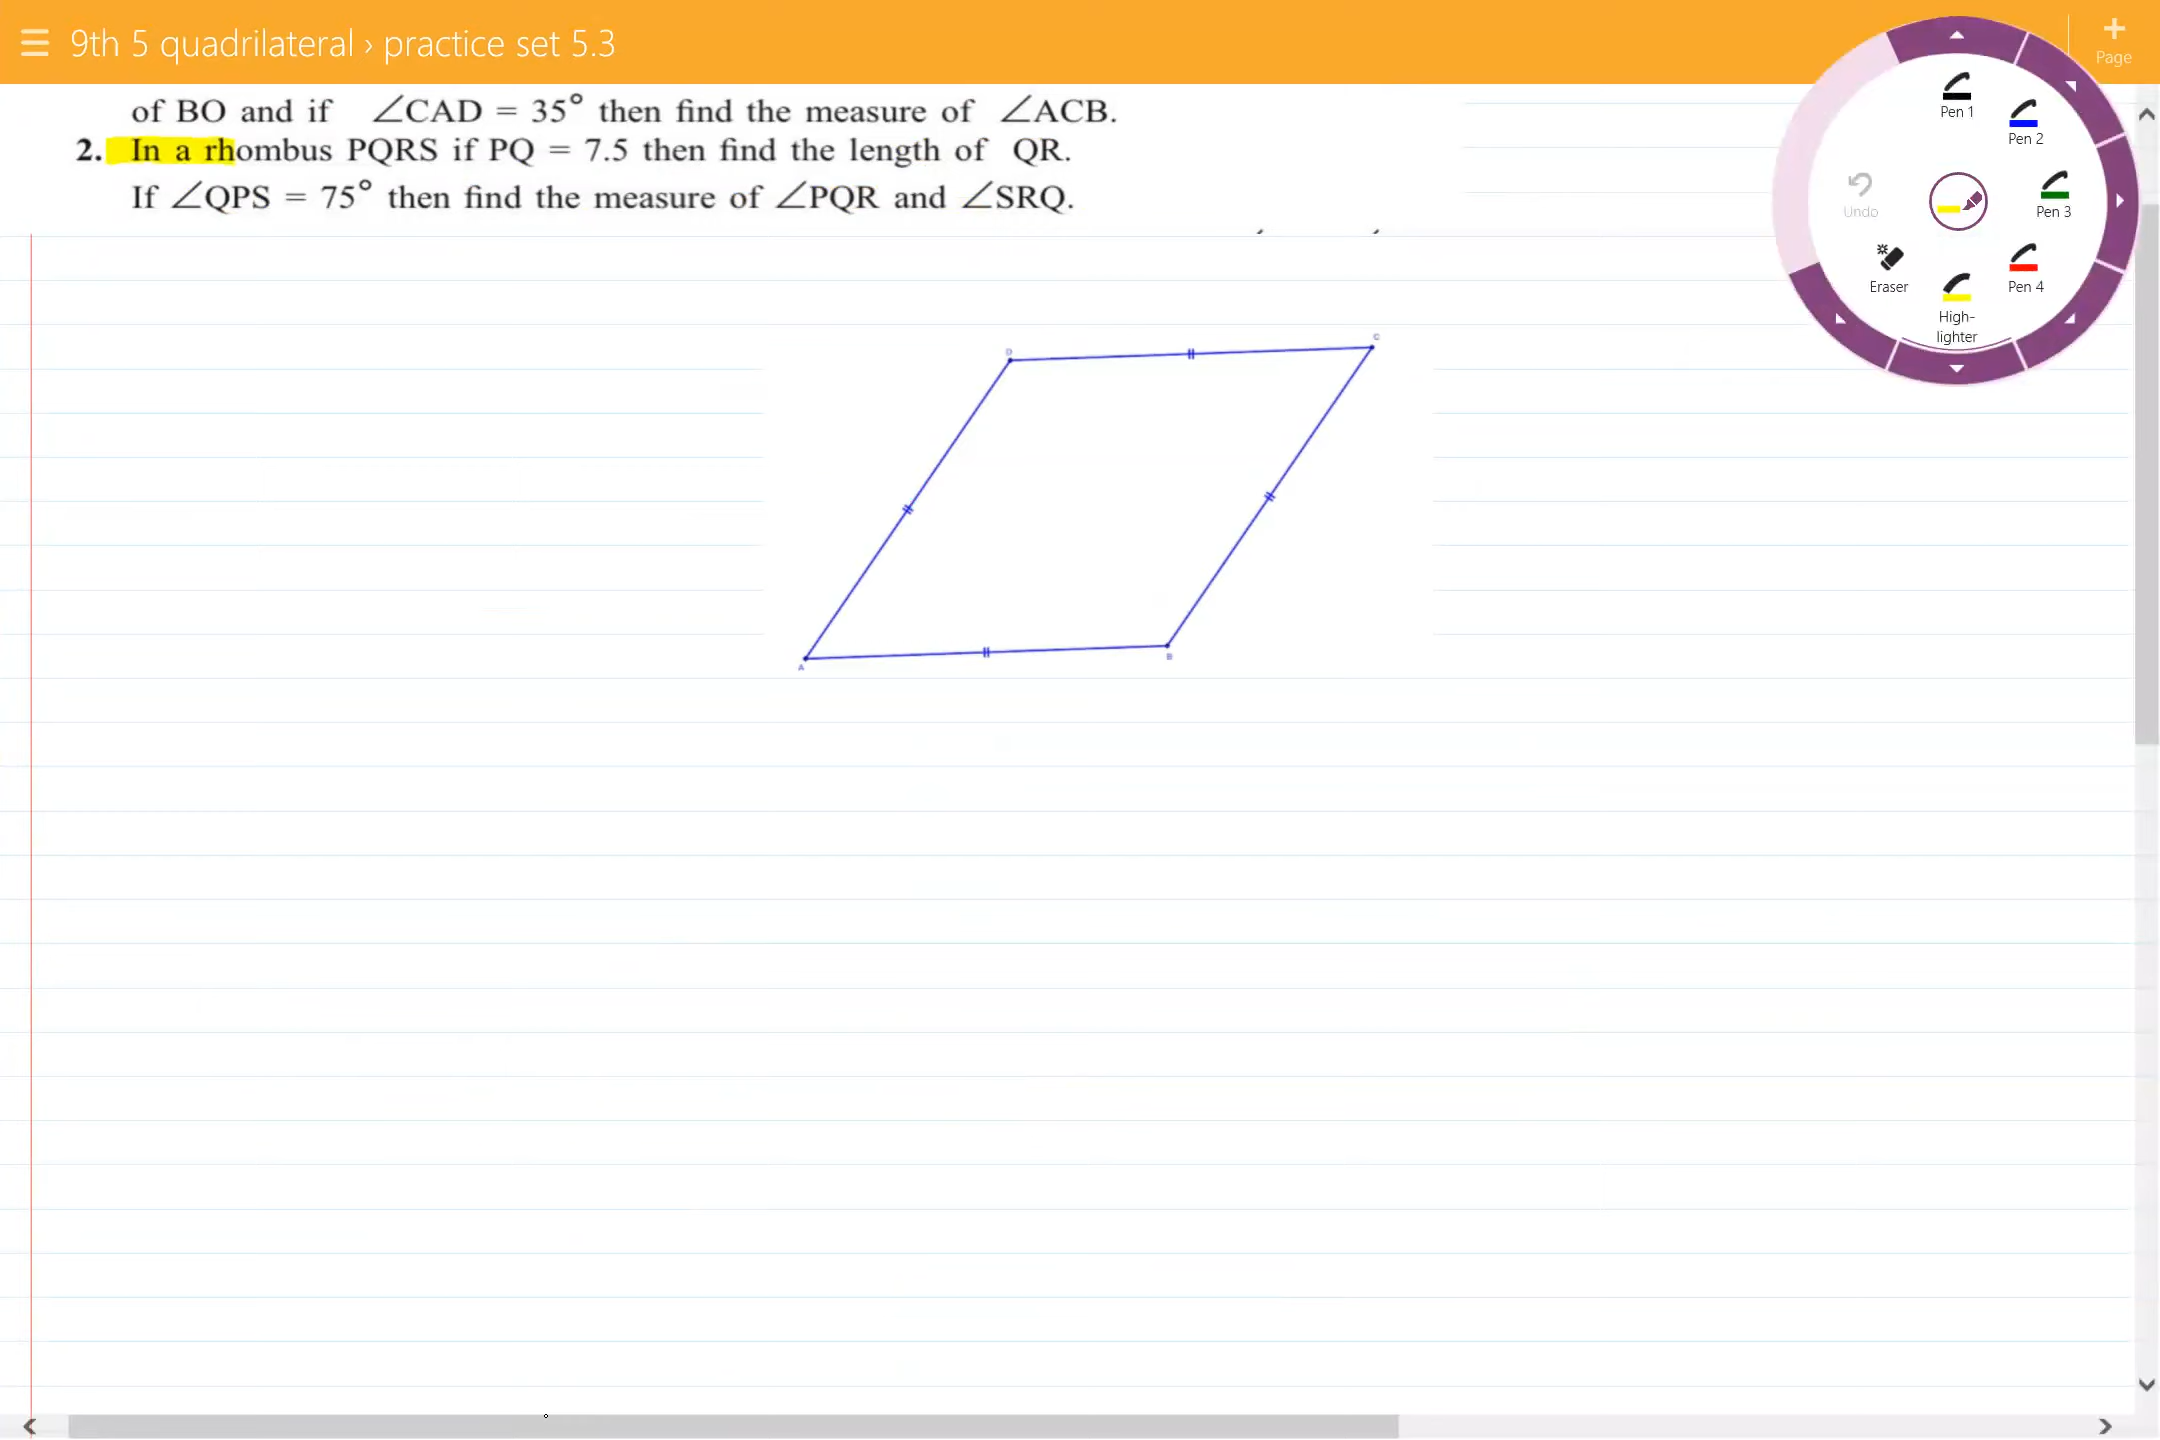 9th 5 quadrilateral › practice set 5.3
Page
of BO and if ∠CAD = 35° then find the measure of ∠ACB.
2. In a rhombus PQRS if PQ = 7.5 then find the length of QR.
If ∠QPS = 75° then find the measure of ∠PQR and ∠SRQ.
Pen 1
Pen 2
Undo
Pen 3
Eraser
Pen 4
High-
lighter
D
C
A
B